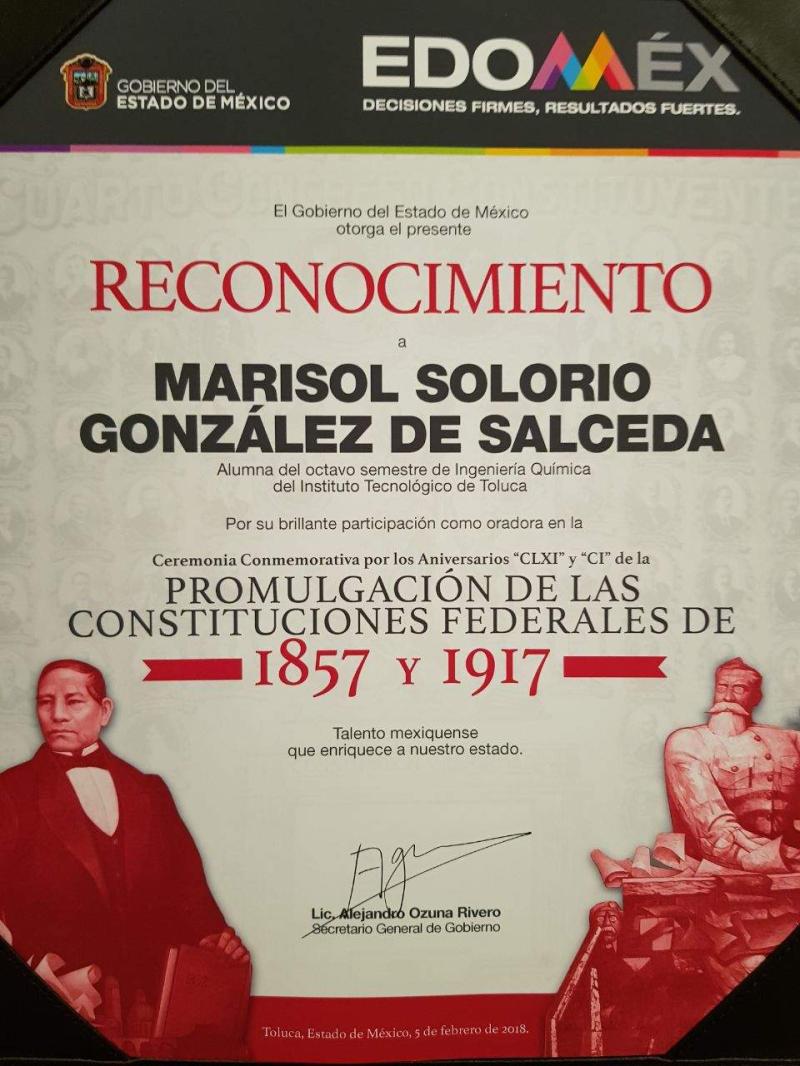 GOBIERNO DEL
ESTADO DE MÉXICO
EDOMÉX
DECISIONES FIRMES, RESULTADOS FUERTES.
El Gobierno del Estado de México
otorga el presente
RECONOCIMIENTO
a
MARISOL SOLORIO
GONZÁLEZ DE SALCEDA
Alumna del octavo semestre de Ingeniería Química
del Instituto Tecnológico de Toluca
Por su brillante participación como oradora en la
Ceremonia Conmemorativa por los Aniversarios “CLXI” y “CI” de la
PROMULGACIÓN DE LAS
CONSTITUCIONES FEDERALES DE
1857 Y 1917
Talento mexiquense
que enriquece a nuestro estado.
Lic. Alejandro Ozuna Rivero
Secretario General de Gobierno
Toluca, Estado de México, 5 de febrero de 2018.